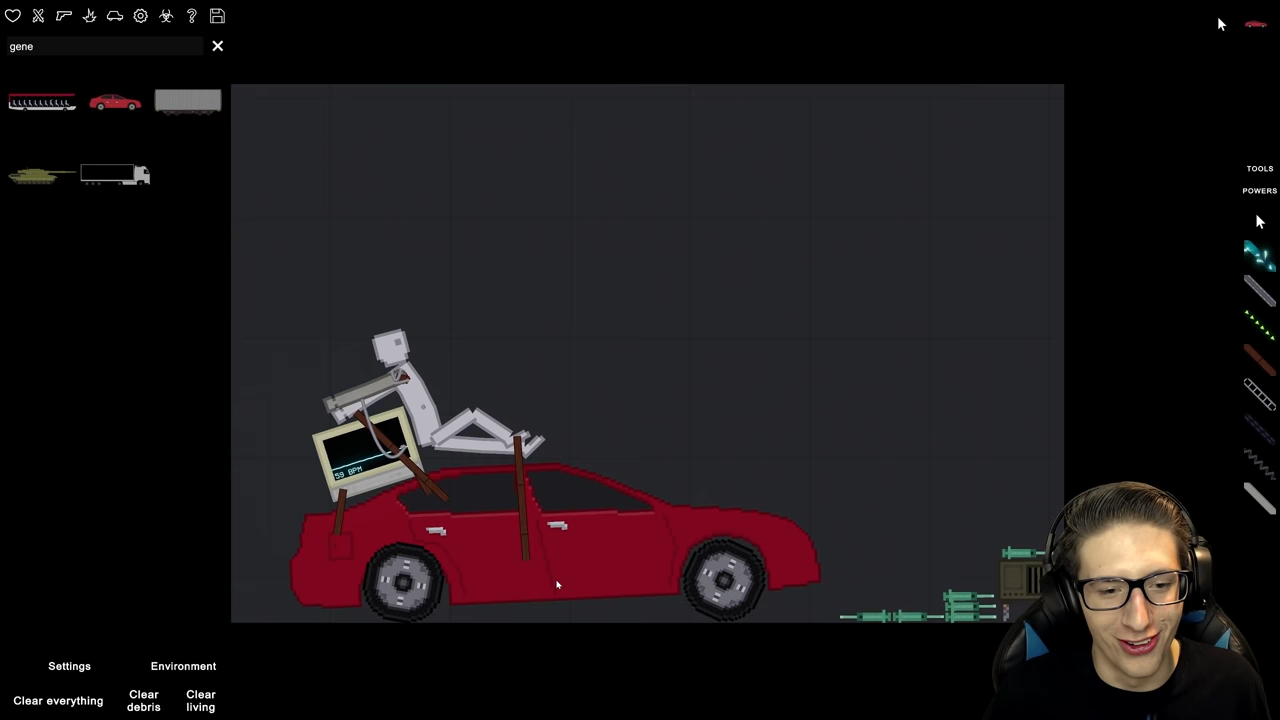 gene
TOOLS
POWERS
59 BPM
Settings
Environment
Clear everything
Clear
debris
Clear
living